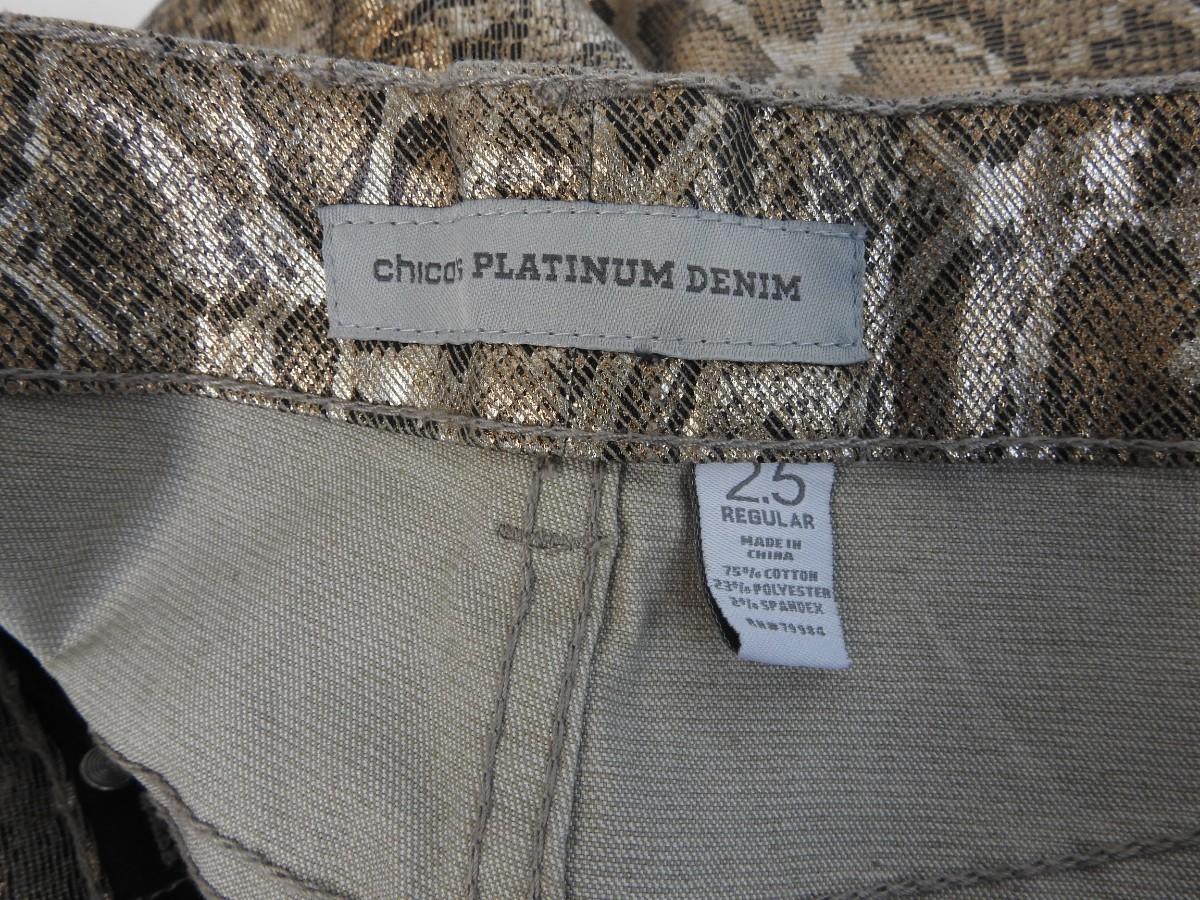 chico's PLATINUM DENIM
2.5
REGULAR
MADE IN
CHINA
75% COTTON
23% POLYESTER
2% SPANDEX
RN#79984